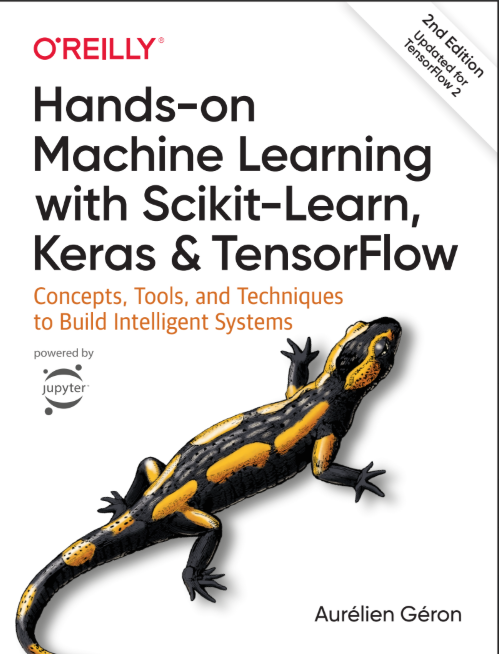 O'REILLY®
2nd Edition
Updated for
TensorFlow 2
Hands-on
Machine Learning
with Scikit-Learn,
Keras & TensorFlow
Concepts, Tools, and Techniques
to Build Intelligent Systems
powered by
jupyter
Aurélien Géron